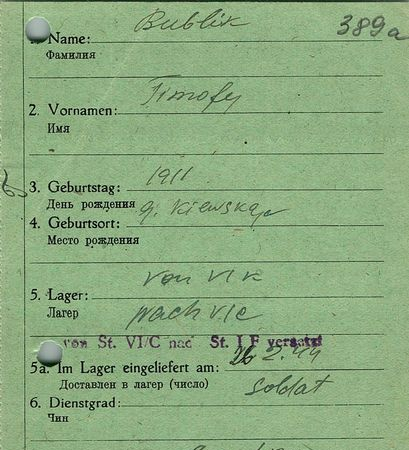 389a
1. Name: Bublik
Фамилия
2. Vornamen: Timofej
Имя
3. Geburtstag: 1911
День рождения
4. Geburtsort: g. Kiewskaja
Место рождения
von VI K
5. Lager: nach VIC
Лагер
von St. VI/C nach St. I F versetzt
5a. Im Lager eingeliefert am: 26.2.44
Доставлен в лагер (число)
6. Dienstgrad: Soldat
Чин